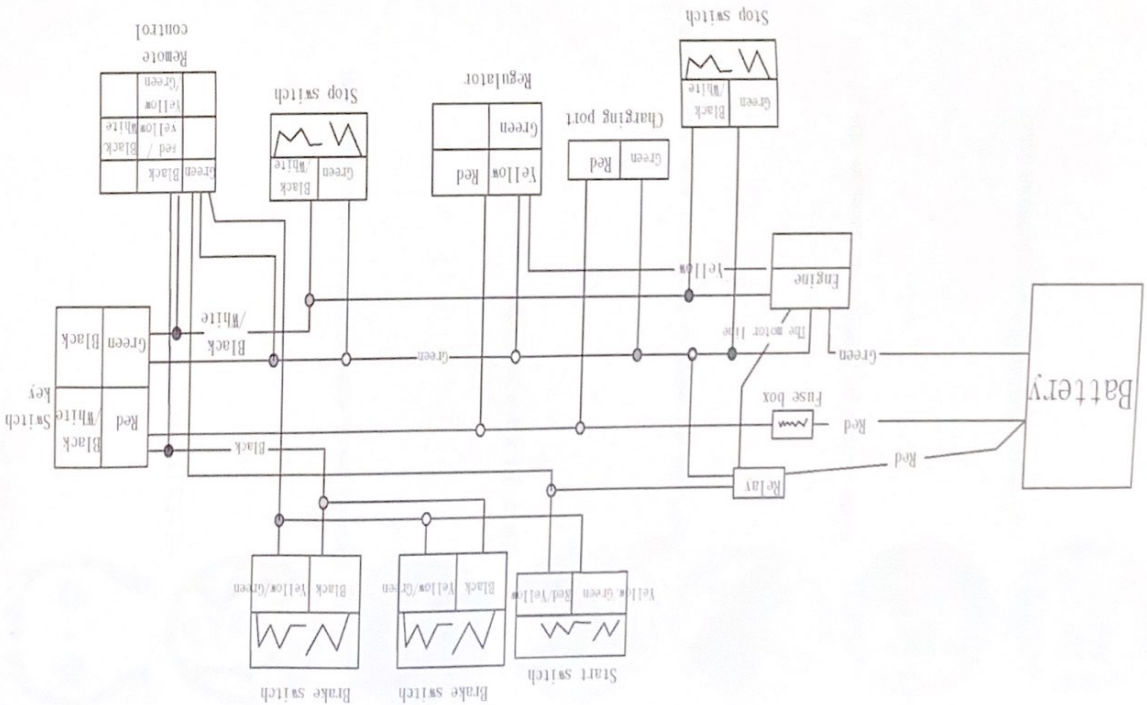 Start switch
Brake switch
Brake switch
Yellow, Green
Red/Yellow
Black
Yellow/Green
Black
Yellow/Green
Relay
Red
Black
Battery
Red
Fuse box
Red
Black
/White
Key
Switch
Green
The motor line
Green
Black
/White
Green
Black
Engine
Yellow
Green
Black
/White
Green
Red
Charging port
Yellow
Red
Green
Regulator
Green
Black
/White
Stop switch
Green
Black
red /
yellow
Black
/White
Yellow
/Green
Remote
control
Stop switch